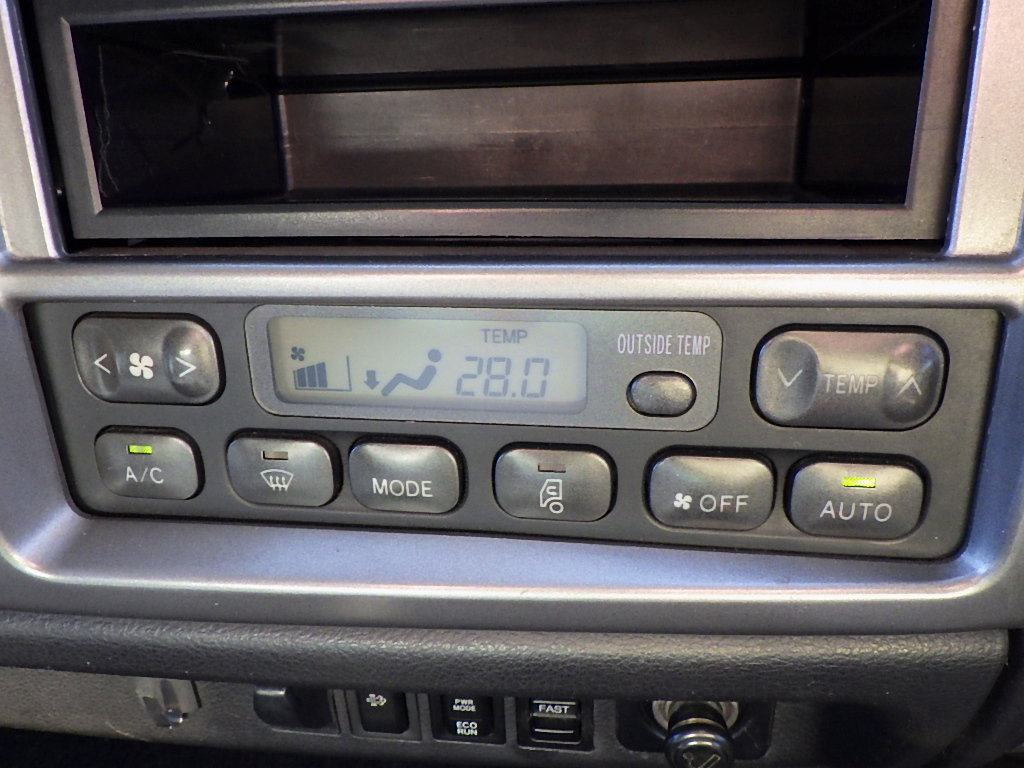 TEMP
28.0
OUTSIDE TEMP
TEMP
A/C
MODE
OFF
AUTO
PWR
MODE
ECO
RUN
FAST